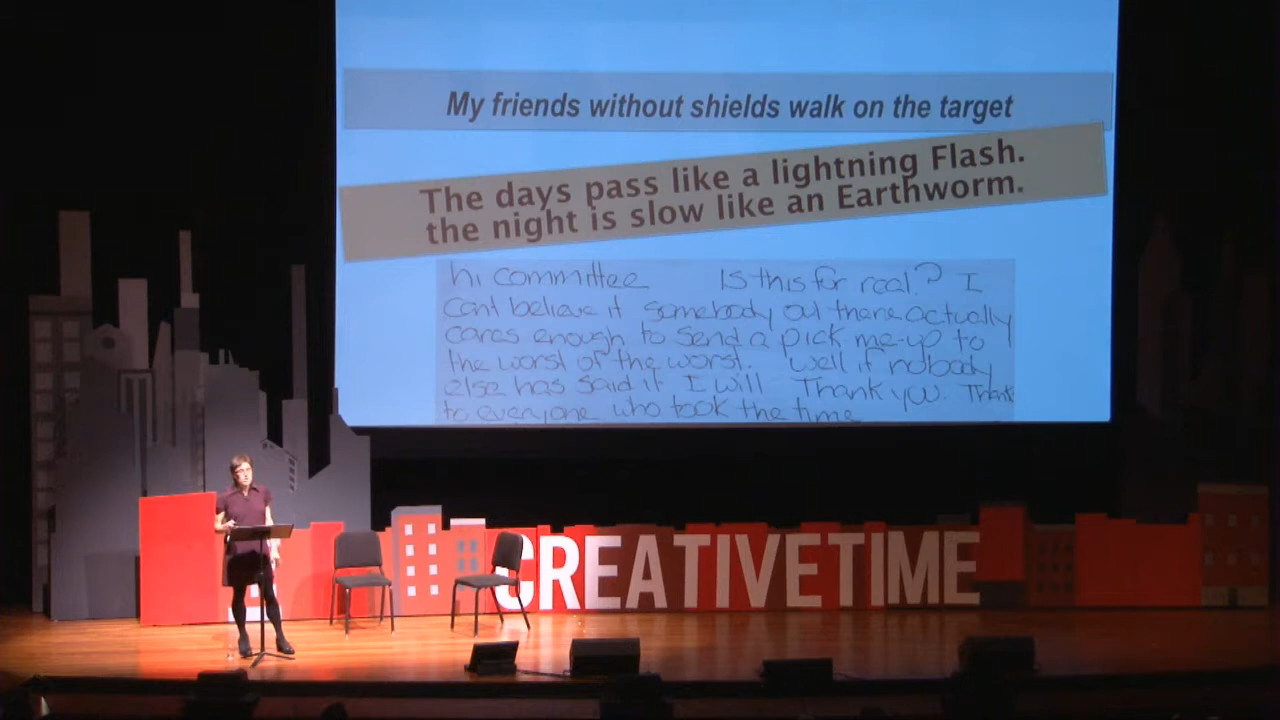 My friends without shields walk on the target
The days pass like a lightning Flash.
the night is slow like an Earthworm.
hi committee Is this for real? I
cant believe it somebody out there actually
cares enough to send a pick me-up to
the worst of the worst. well if nobody
else has said it I will Thank you. Thank
to everyone who took the time
CREATIVETIME